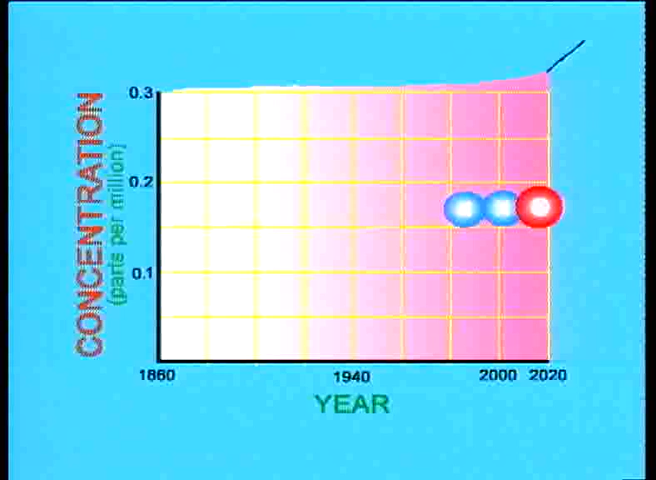 CONCENTRATION
(parts per million)
0.3
0.2
0.1
1860 1940 2000 2020
YEAR